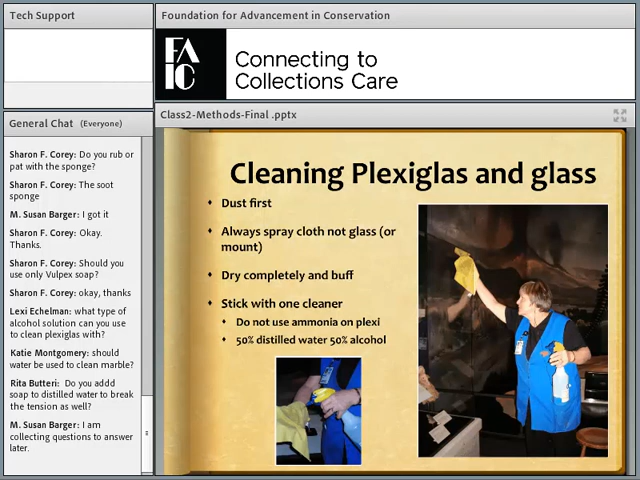 Tech Support
Foundation for Advancement in Conservation
FA
IC
Connecting to
Collections Care
General Chat (Everyone)
Class2-Methods-Final .pptx
Sharon F. Corey: Do you rub or
pat with the sponge?
Sharon F. Corey: The soot
sponge
M. Susan Barger: I got it
Sharon F. Corey: Okay.
Thanks.
Sharon F. Corey: Should you
use only Vulpex soap?
Sharon F. Corey: okay, thanks
Lexi Echelman: what type of
alcohol solution can you use
to clean plexiglas with?
Katie Montgomery: should
water be used to clean marble?
Rita Butteri: Do you addd
soap to distilled water to break
the tension as well?
M. Susan Barger: I am
collecting questions to answer
later.
Cleaning Plexiglas and glass
Dust first
Always spray cloth not glass (or
mount)
Dry completely and buff
Stick with one cleaner
Do not use ammonia on plexi
50% distilled water 50% alcohol